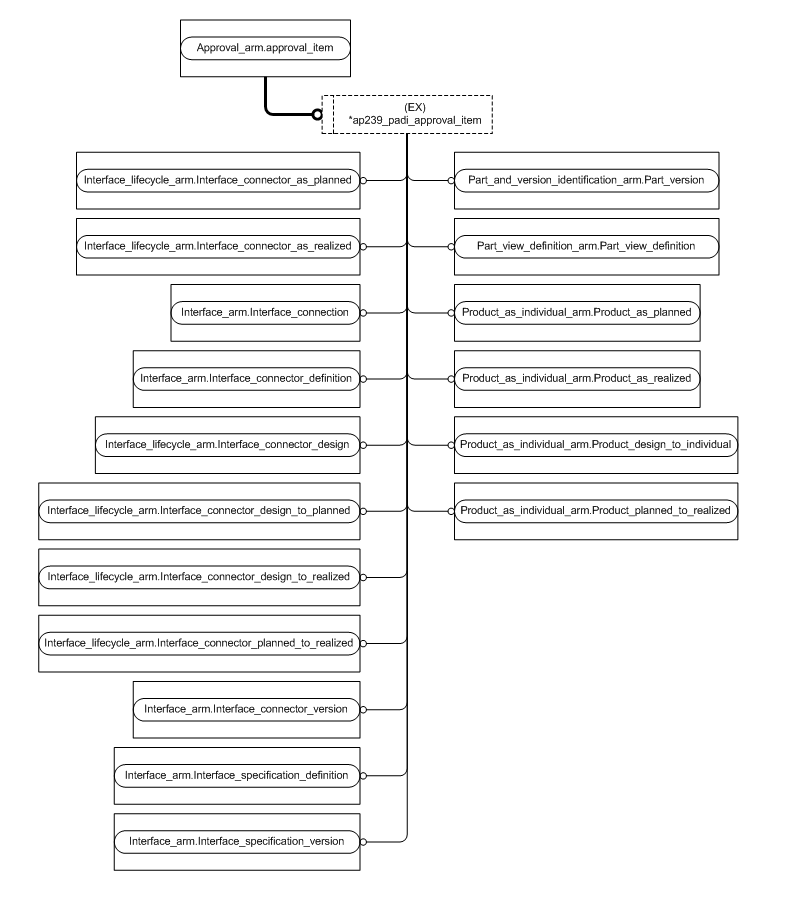 Approval_arm.approval_item
(EX)
*ap239_padi_approval_item
Interface_lifecycle_arm.Interface_connector_as_planned
Part_and_version_identification_arm.Part_version
Interface_lifecycle_arm.Interface_connector_as_realized
Part_view_definition_arm.Part_view_definition
Interface_arm.Interface_connection
Product_as_individual_arm.Product_as_planned
Interface_arm.Interface_connector_definition
Product_as_individual_arm.Product_as_realized
Interface_lifecycle_arm.Interface_connector_design
Product_as_individual_arm.Product_design_to_individual
Interface_lifecycle_arm.Interface_connector_design_to_planned
Product_as_individual_arm.Product_planned_to_realized
Interface_lifecycle_arm.Interface_connector_design_to_realized
Interface_lifecycle_arm.Interface_connector_planned_to_realized
Interface_arm.Interface_connector_version
Interface_arm.Interface_specification_definition
Interface_arm.Interface_specification_version